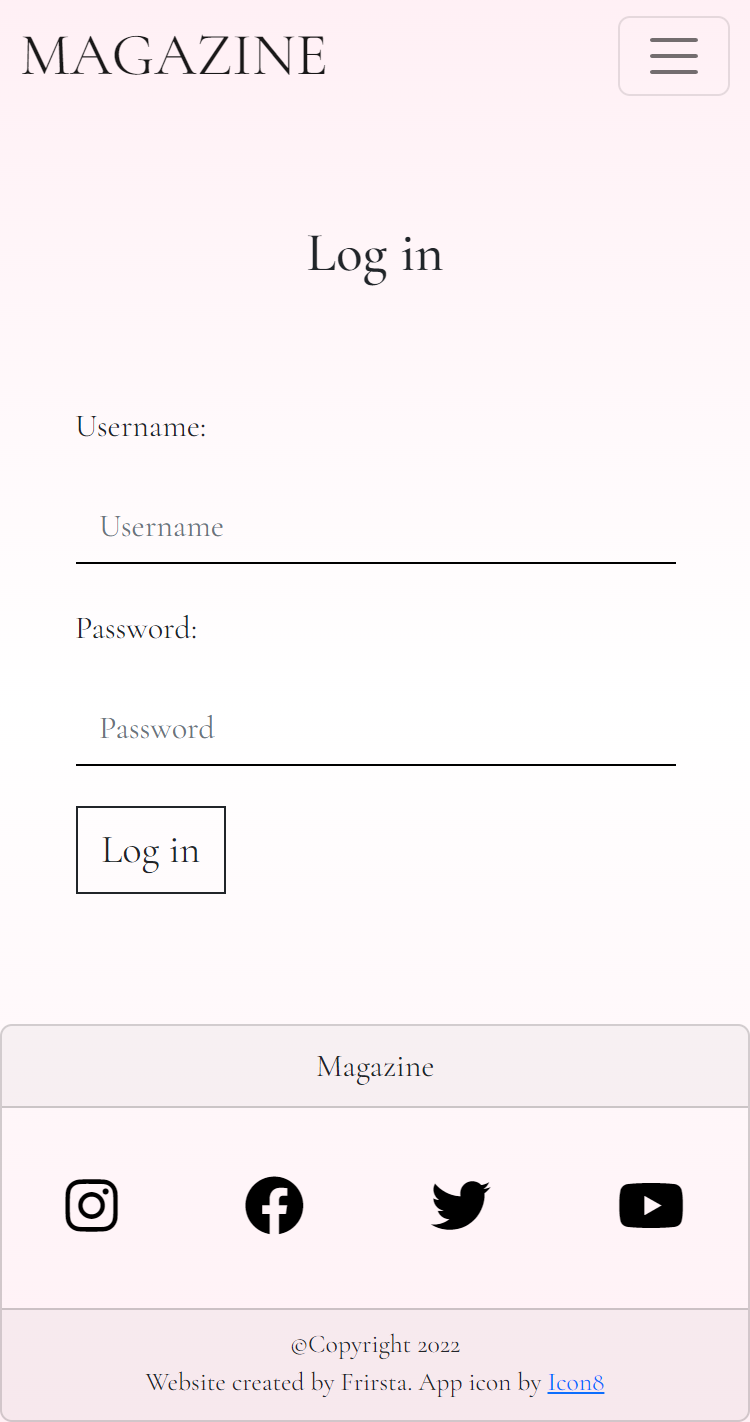 MAGAZINE
Log in
Username:
Username
Password:
Password
Log in
Magazine
©Copyright 2022
Website created by Frirsta. App icon by Icon8